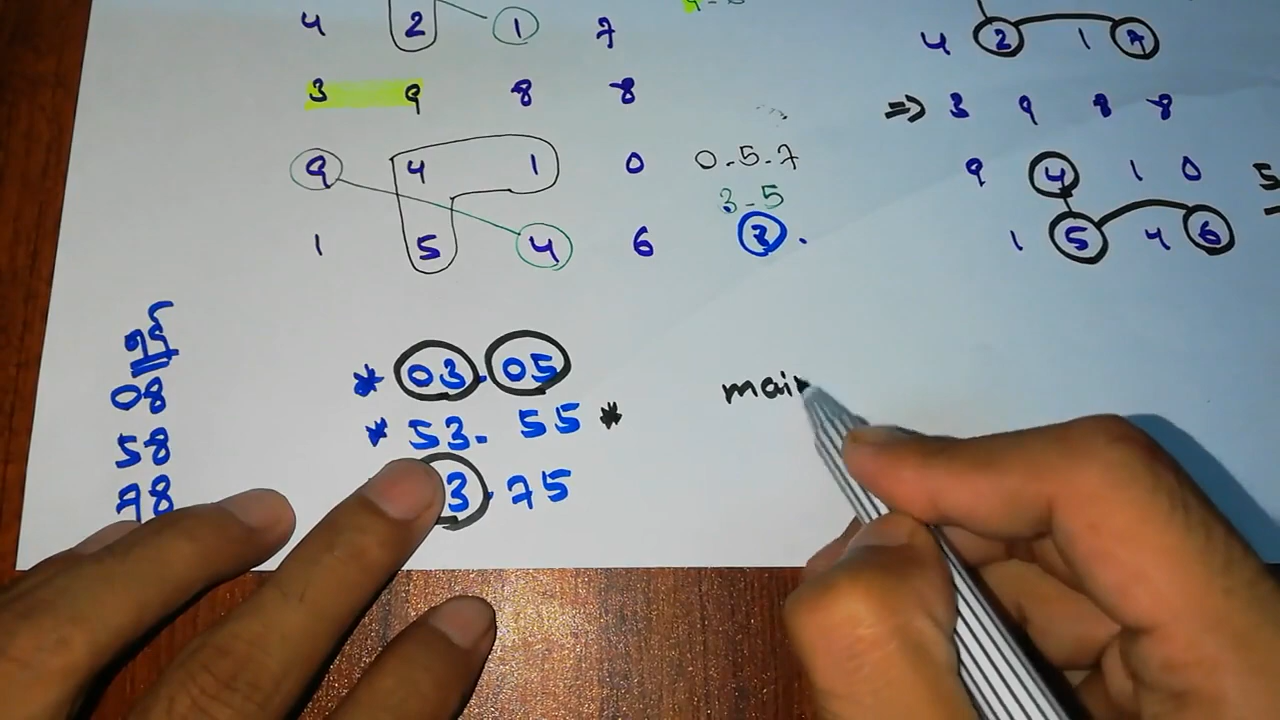 4 2 1 7
3 9 8 8
9 4 1 0 0-5-7
3-5
1 5 4 6 3.
4 2 1 7
=> 3 9 8 8
9 4 1 0 5
1 5 4 6
08
58
78
* 03. 05
* 53. 55 *
3. 75
mai